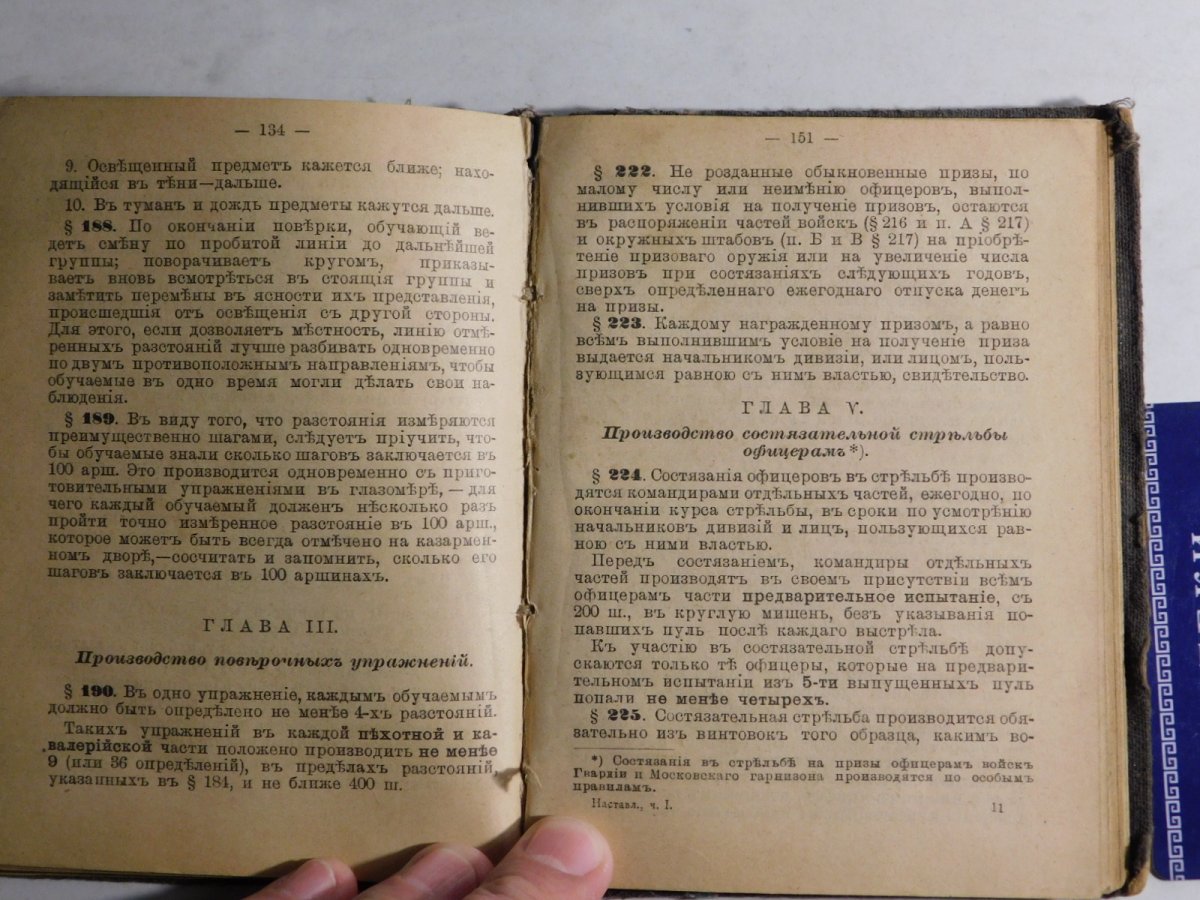 — 134 —
9. Освѣщенный предметъ кажется ближе; нахо-
дящійся въ тѣни—дальше.
10. Въ туманъ и дождь предметы кажутся дальше.
§ 188. По окончаніи повѣрки, обучающій ве-
детъ смѣну по пробитой линіи до дальнѣйшей
группы; поворачиваетъ кругомъ, приказы-
ваетъ вновь всмотрѣться въ стоящія группы и
замѣтить перемѣны въ ясности ихъ представленія,
происшедшія отъ освѣщенія съ другой стороны.
Для этого, если дозволяетъ мѣстность, линію отмѣ-
ренныхъ разстояній лучше разбивать одновременно
по двумъ противоположнымъ направленіямъ, чтобы
обучаемые въ одно время могли дѣлать свои на-
блюденія.
§ 189. Въ виду того, что разстоянія измѣряются
преимущественно шагами, слѣдуетъ пріучить, что-
бы обучаемые знали сколько шаговъ заключается въ
100 арш. Это производится одновременно съ приго-
товительными упражненіями въ глазомѣрѣ, — для
чего каждый обучаемый долженъ нѣсколько разъ
пройти точно измѣренное разстояніе въ 100 арш.,
которое можетъ быть всегда отмѣчено на казармен-
номъ дворѣ,—сосчитать и запомнить, сколько его
шаговъ заключается въ 100 аршинахъ.
ГЛАВА III.
Производство повѣрочныхъ упражненій.
§ 190. Въ одно упражненіе, каждымъ обучаемымъ
должно быть опредѣлено не менѣе 4-хъ разстояній.
Такихъ упражненій въ каждой пѣхотной и ка-
валерійской части положено производить не менѣе
9 (или 36 опредѣленій), въ предѣлахъ разстояній,
указанныхъ въ § 184, и не ближе 400 ш.
— 151 —
§ 222. Не розданные обыкновенные призы, по
малому числу или неимѣнію офицеровъ, выпол-
нившихъ условія на полученіе призовъ, остаются
въ распоряженіи частей войскъ (§ 216 и п. А § 217)
и окружныхъ штабовъ (п. Б и В § 217) на пріобрѣ-
теніе призоваго оружія или на увеличеніе числа
призовъ при состязаніяхъ слѣдующихъ годовъ,
сверхъ опредѣленнаго ежегоднаго отпуска денегъ
на призы.
§ 223. Каждому награжденному призомъ, а равно
всѣмъ выполнившимъ условіе на полученіе приза
выдается начальникомъ дивизіи, или лицомъ, поль-
зующимся равною съ нимъ властью, свидѣтельство.
ГЛАВА V.
Производство состязательной стрѣльбы
офицерамъ *).
§ 224. Состязанія офицеровъ въ стрѣльбѣ произво-
дятся командирами отдѣльныхъ частей, ежегодно, по
окончаніи курса стрѣльбы, въ сроки по усмотрѣнію
начальниковъ дивизій и лицъ, пользующихся рав-
ною съ ними властью.
Передъ состязаніемъ, командиры отдѣльныхъ
частей производятъ въ своемъ присутствіи всѣмъ
офицерамъ части предварительное испытаніе, съ
200 ш., въ круглую мишень, безъ указыванія по-
павшихъ пуль послѣ каждаго выстрѣла.
Къ участію въ состязательной стрѣльбѣ допу-
скаются только тѣ офицеры, которые на предвари-
тельномъ испытаніи изъ 5-ти выпущенныхъ пуль
попали не менѣе четырехъ.
§ 225. Состязательная стрѣльба производится обя-
зательно изъ винтовокъ того образца, какимъ во-
*) Состязанія въ стрѣльбѣ на призы офицерамъ войскъ
Гвардіи и Московскаго гарнизона производятся по особымъ
правиламъ.
Наставл., ч. I.
11